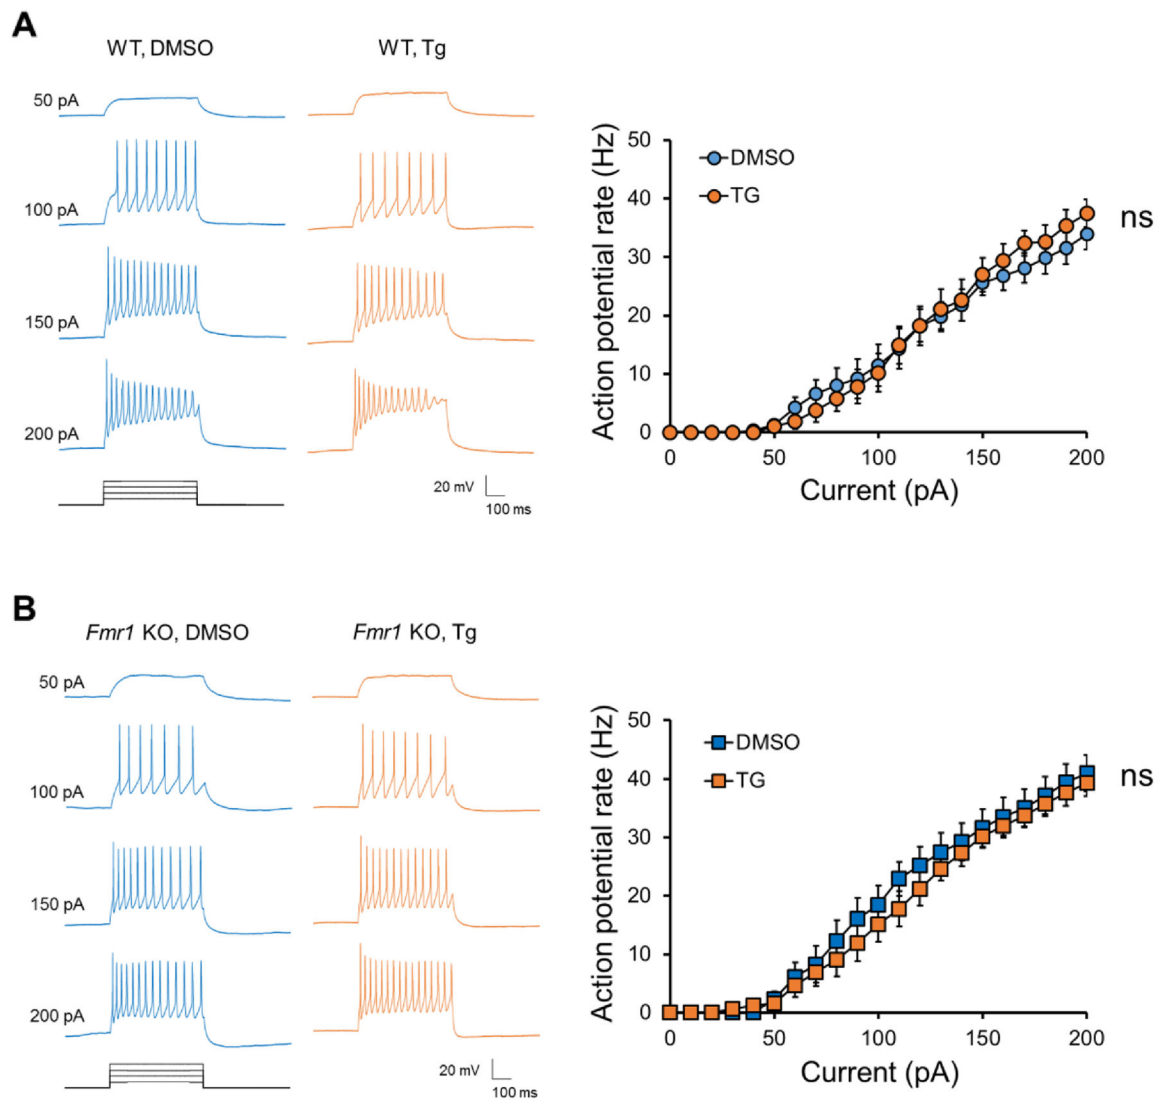 A
WT, DMSO
WT, Tg
50 pA
100 pA
150 pA
200 pA
20 mV
100 ms
Action potential rate (Hz)
50
40
30
20
10
0
DMSO
TG
ns
0 50 100 150 200
Current (pA)
B
Fmr1 KO, DMSO
Fmr1 KO, Tg
50 pA
100 pA
150 pA
200 pA
20 mV
100 ms
Action potential rate (Hz)
50
40
30
20
10
0
DMSO
TG
ns
0 50 100 150 200
Current (pA)